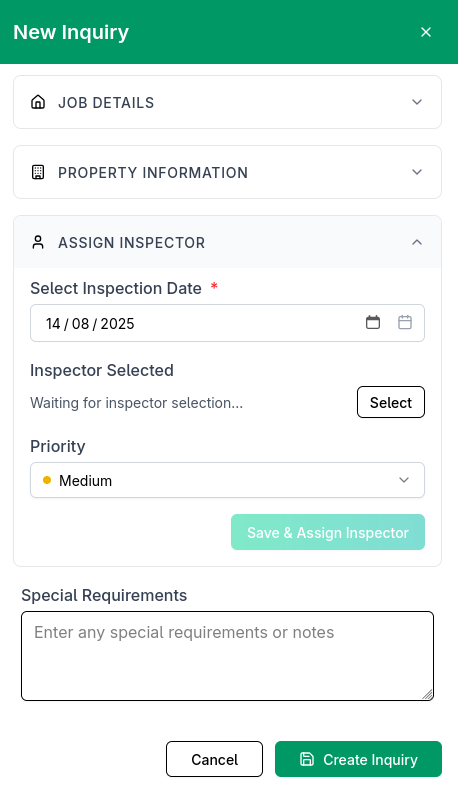 New Inquiry
JOB DETAILS
PROPERTY INFORMATION
ASSIGN INSPECTOR
Select Inspection Date *
14 / 08 / 2025
Inspector Selected
Waiting for inspector selection...
Select
Priority
Medium
Save & Assign Inspector
Special Requirements
Enter any special requirements or notes
Cancel
Create Inquiry